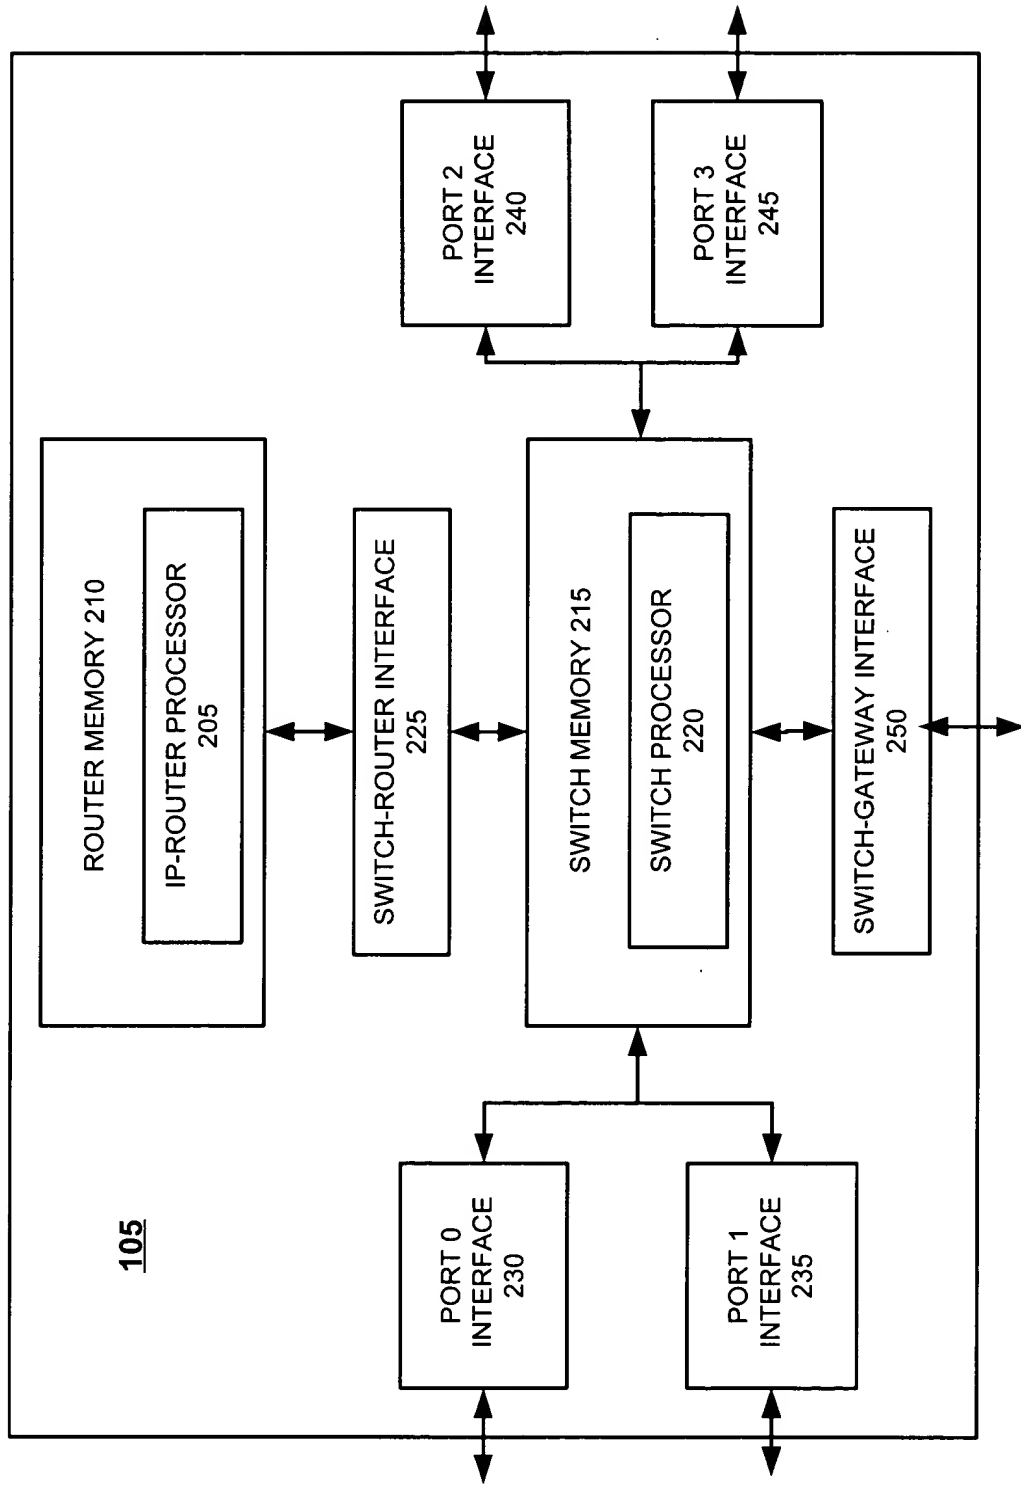 105
ROUTER MEMORY 210
IP-ROUTER PROCESSOR
205
SWITCH-ROUTER INTERFACE
225
PORT 0
INTERFACE
230
SWITCH MEMORY 215
SWITCH PROCESSOR
220
PORT 2
INTERFACE
240
PORT 1
INTERFACE
235
PORT 3
INTERFACE
245
SWITCH-GATEWAY INTERFACE
250